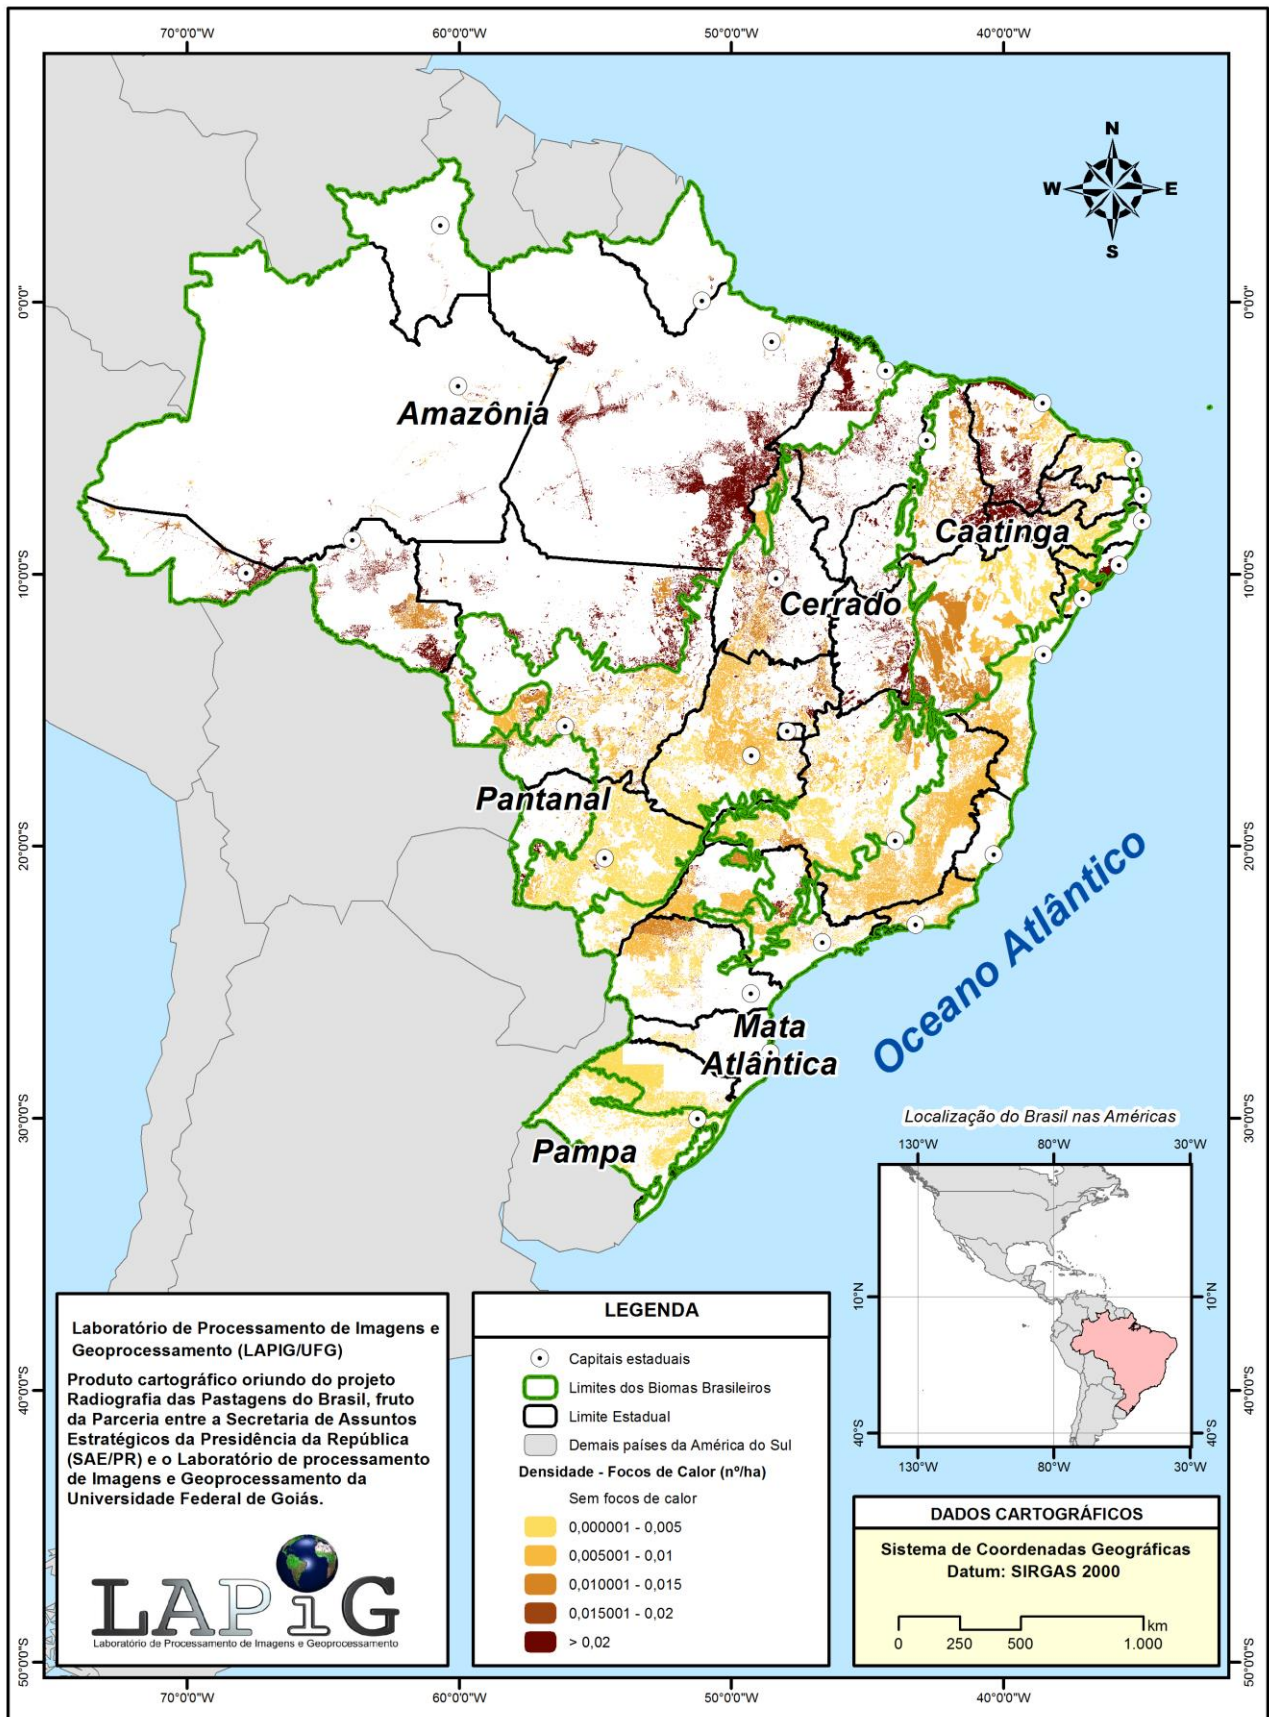 70°0'0"W 60°0'0"W 50°0'0"W 40°0'0"W
N
W E
S
0°0'0" 0°0'0"
Amazônia
Caatinga
10°0'0"S 10°0'0"S
Cerrado
Pantanal
20°0'0"S 20°0'0"S
Oceano Atlântico
Mata
Atlântica
30°0'0"S 30°0'0"S
Pampa
Localização do Brasil nas Américas
130°W 80°W 30°W
10°N 10°N
40°S 40°S
130°W 80°W 30°W
40°0'0"S 40°0'0"S
Laboratório de Processamento de Imagens e
Geoprocessamento (LAPIG/UFG)
Produto cartográfico oriundo do projeto
Radiografia das Pastagens do Brasil, fruto
da Parceria entre a Secretaria de Assuntos
Estratégicos da Presidência da República
(SAE/PR) e o Laboratório de processamento
de Imagens e Geoprocessamento da
Universidade Federal de Goiás.
LAPiG
Laboratório de Processamento de Imagens e Geoprocessamento
LEGENDA
Capitais estaduais
Limites dos Biomas Brasileiros
Limite Estadual
Demais países da América do Sul
Densidade - Focos de Calor (nº/ha)
Sem focos de calor
0,000001 - 0,005
0,005001 - 0,01
0,010001 - 0,015
0,015001 - 0,02
> 0,02
DADOS CARTOGRÁFICOS
Sistema de Coordenadas Geográficas
Datum: SIRGAS 2000
km
0 250 500 1.000
50°0'0"S 50°0'0"S
70°0'0"W 60°0'0"W 50°0'0"W 40°0'0"W